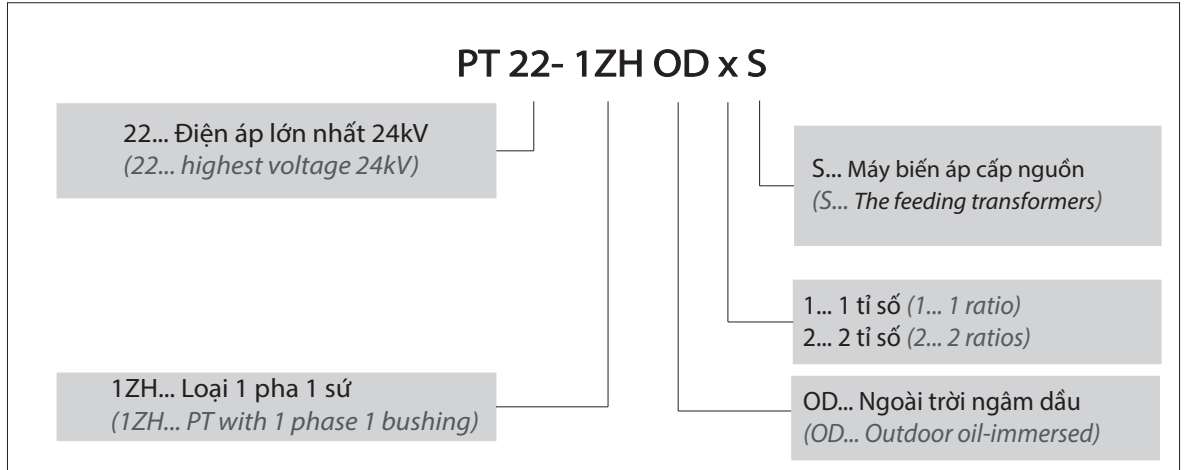 PT 22- 1ZH OD x S
22... Điện áp lớn nhất 24kV
(22... highest voltage 24kV)
S... Máy biến áp cấp nguồn
(S... The feeding transformers)
1... 1 tỉ số (1... 1 ratio)
2... 2 tỉ số (2... 2 ratios)
1ZH... Loại 1 pha 1 sứ
(1ZH... PT with 1 phase 1 bushing)
OD... Ngoài trời ngâm dầu
(OD... Outdoor oil-immersed)